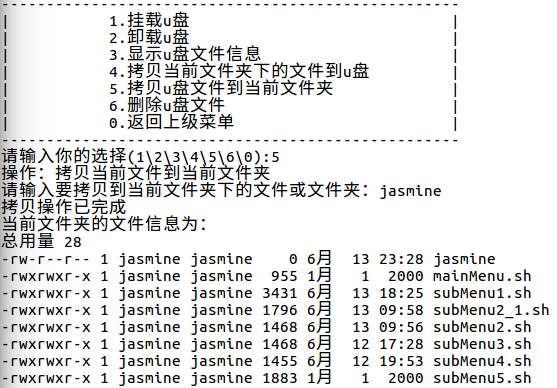 ------------------------------------------------
| 1.挂载u盘 |
| 2.卸载u盘 |
| 3.显示u盘文件信息 |
| 4.拷贝当前文件夹下的文件到u盘 |
| 5.拷贝u盘文件到当前文件夹 |
| 6.删除u盘文件 |
| 0.返回上级菜单 |
------------------------------------------------
请输入你的选择(1\2\3\4\5\6\0):5
操作: 拷贝当前文件到当前文件夹
请输入要拷贝到当前文件夹下的文件或文件夹: jasmine
拷贝操作已完成
当前文件夹的文件信息为:
总用量 28
-rw-r--r-- 1 jasmine jasmine 0 6月 13 23:28 jasmine
-rwxrwxr-x 1 jasmine jasmine 955 1月 1 2000 mainMenu.sh
-rwxrwxr-x 1 jasmine jasmine 3431 6月 13 18:25 subMenu1.sh
-rwxrwxr-x 1 jasmine jasmine 1796 6月 13 09:58 subMenu2_1.sh
-rwxrwxr-x 1 jasmine jasmine 1468 6月 13 09:56 subMenu2.sh
-rwxrwxr-x 1 jasmine jasmine 1468 6月 12 17:28 subMenu3.sh
-rwxrwxr-x 1 jasmine jasmine 1455 6月 12 19:53 subMenu4.sh
-rwxrwxr-x 1 jasmine jasmine 1883 1月 1 2000 subMenu5.sh